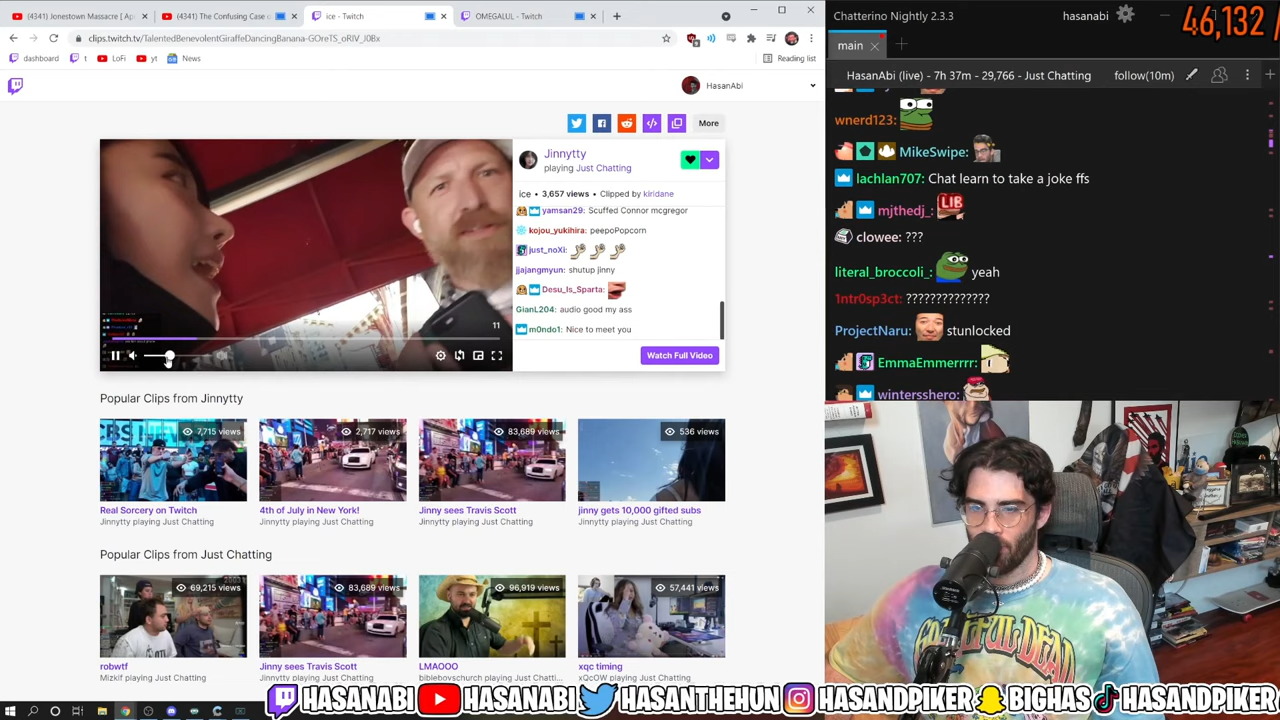 (4341) Jonestown Massacre [ Ap
(4341) The Confusing Case o
ice - Twitch
OMEGALUL - Twitch
clips.twitch.tv/TalentedBenevolentGiraffeDancingBanana-GOreTS_oRIV_J0Bx
dashboard
t
LoFi
yt
News
Reading list
HasanAbi
More
Jinnytty
playing Just Chatting
ice • 3,657 views • Clipped by kiridane
yamsan29: Scuffed Connor mcgregor
kojou_yukihira: peepoPopcorn
just_noXi:
jjajangmyun: shutup jinny
Desu_Is_Sparta:
GianL204: audio good my ass
m0ndo1: Nice to meet you
11
Watch Full Video
Popular Clips from Jinnytty
7,715 views
2,717 views
83,689 views
536 views
Real Sorcery on Twitch
4th of July in New York!
Jinny sees Travis Scott
jinny gets 10,000 gifted subs
Jinnytty playing Just Chatting
Jinnytty playing Just Chatting
Jinnytty playing Just Chatting
Jinnytty playing Just Chatting
Popular Clips from Just Chatting
69,215 views
83,689 views
96,919 views
57,441 views
robwtf
Jinny sees Travis Scott
LMAOOO
xqc timing
Mizkif playing Just Chatting
Jinnytty playing Just Chatting
bibleboyschurch playing Just Chatti...
xQcOW playing Just Chatting
Chatterino Nightly 2.3.3
hasanabi
46,132 /
main
HasanAbi (live) - 7h 37m - 29,766 - Just Chatting
follow(10m)
wnerd123:
MikeSwipe:
lachlan707: Chat learn to take a joke ffs
mjthedj_: LIB
clowee: ???
literal_broccoli_: yeah
1ntr0sp3ct: ??????????????
ProjectNaru: stunlocked
EmmaEmmerrrr:
wintersshero:
GRATEFUL DEAD
HASANABI
HASANABI
HASANTHEHUN
HASANDPIKER
BIGHAS
HASANDPIKER